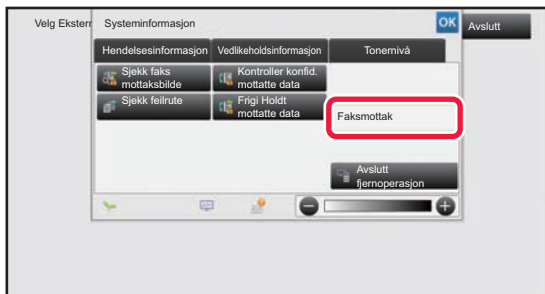 Velg Ekstern
Systeminformasjon
OK
Avslutt
Hendelsesinformasjon
Vedlikeholdsinformasjon
Tonernivå
Sjekk faks
mottaksbilde
Kontroller konfid.
mottatte data
Sjekk feilrute
Frigi Holdt
mottatte data
Faksmottak
Avslutt
fjernoperasjon